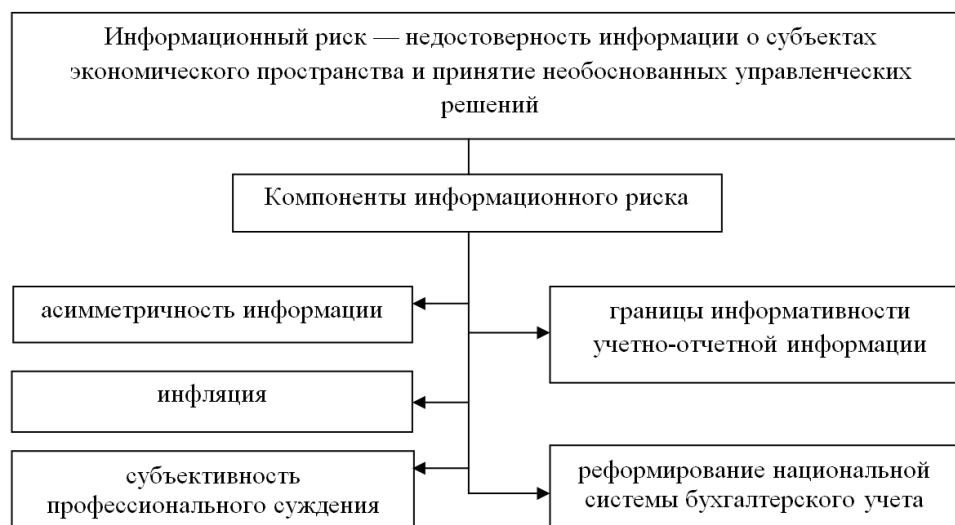 Информационный риск — недостоверность информации о субъектах
экономического пространства и принятие необоснованных управленческих
решений
Компоненты информационного риска
асимметричность информации
границы информативности
учетно-отчетной информации
инфляция
субъективность
профессионального суждения
реформирование национальной
системы бухгалтерского учета